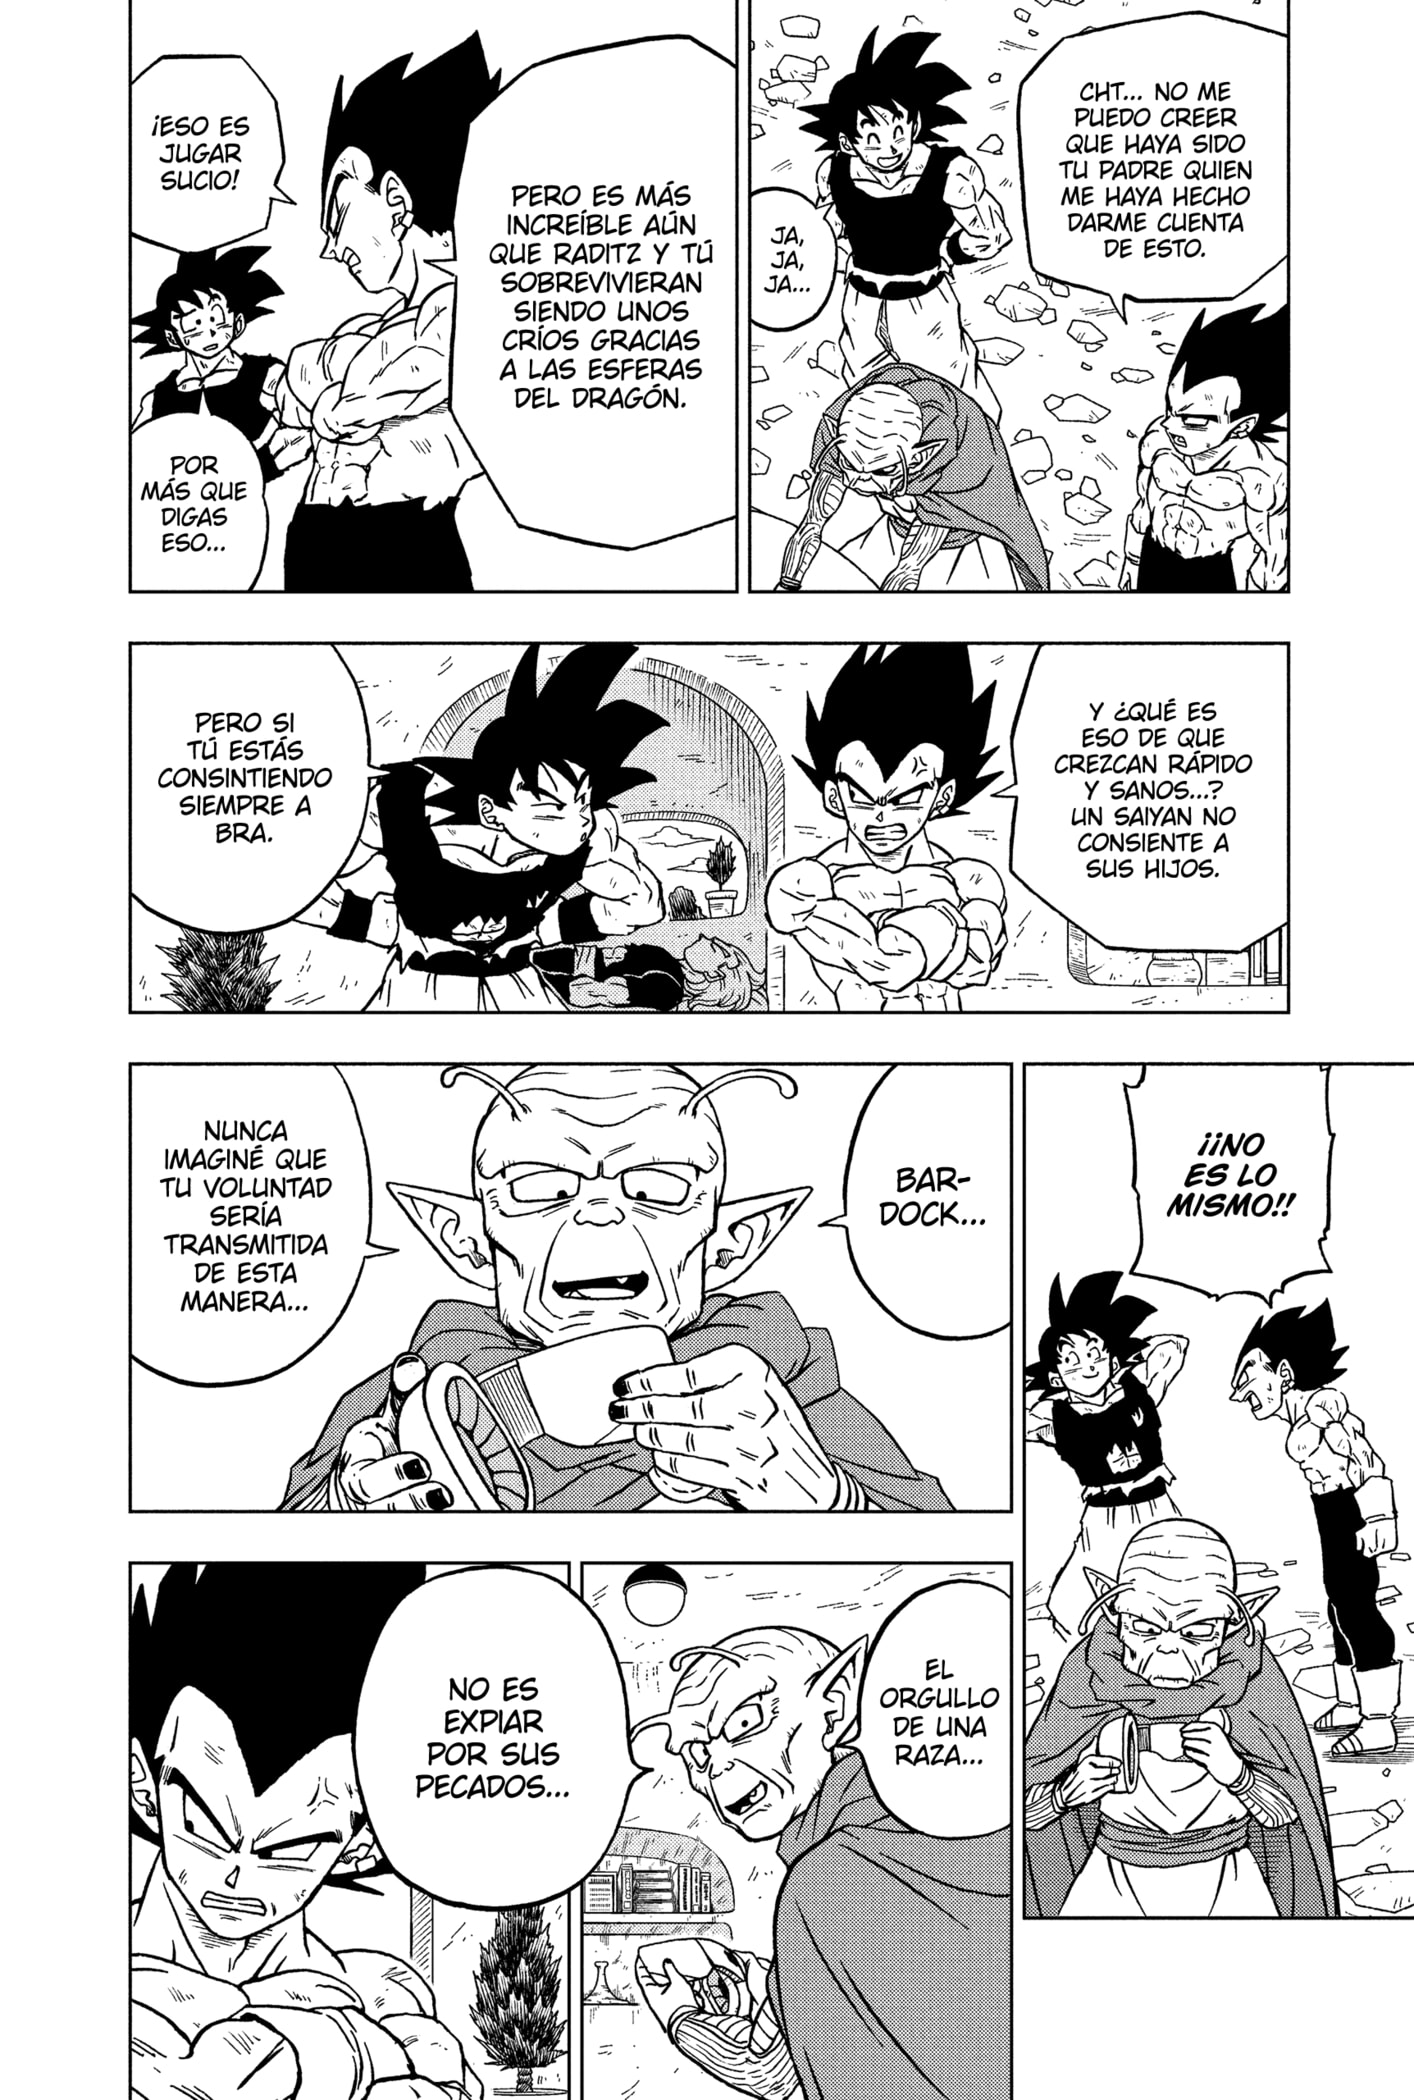 CHT... NO ME
PUEDO CREER
QUE HAYA SIDO
TU PADRE QUIEN
ME HAYA HECHO
DARME CUENTA
DE ESTO.
JA,
JA,
JA...
PERO ES MÁS
INCREÍBLE AÚN
QUE RADITZ Y TÚ
SOBREVIVIERAN
SIENDO UNOS
CRÍOS GRACIAS
A LAS ESFERAS
DEL DRAGÓN.
¡ESO ES
JUGAR
SUCIO!
POR
MÁS QUE
DIGAS
ESO...
Y ¿QUÉ ES
ESO DE QUE
CREZCAN RÁPIDO
Y SANOS...?
UN SAIYAN NO
CONSIENTE A
SUS HIJOS.
PERO SI
TÚ ESTÁS
CONSINTIENDO
SIEMPRE A
BRA.
¡¡NO
ES LO
MISMO!!
BAR-
DOCK...
NUNCA
IMAGINÉ QUE
TU VOLUNTAD
SERÍA
TRANSMITIDA
DE ESTA
MANERA...
EL
ORGULLO
DE UNA
RAZA...
NO ES
EXPIAR
POR SUS
PECADOS...